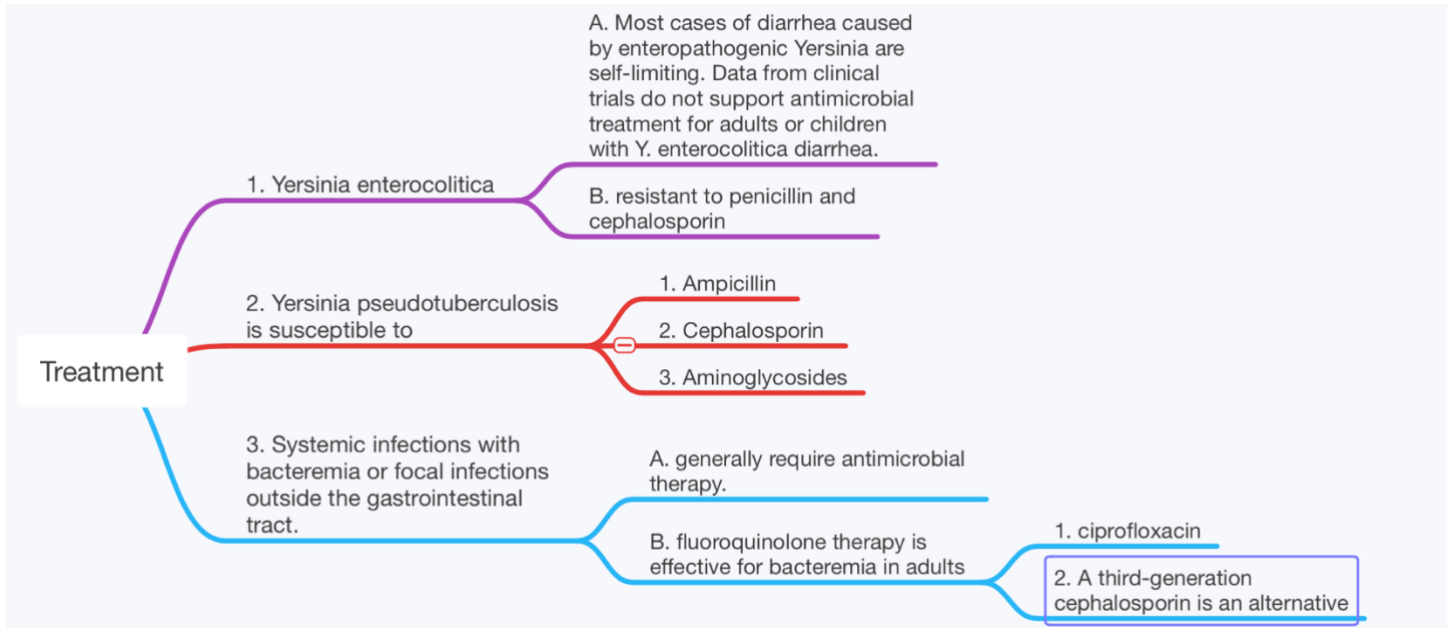 Treatment
1. Yersinia enterocolitica
A. Most cases of diarrhea caused
by enteropathogenic Yersinia are
self-limiting. Data from clinical
trials do not support antimicrobial
treatment for adults or children
with Y. enterocolitica diarrhea.
B. resistant to penicillin and
cephalosporin
2. Yersinia pseudotuberculosis
is susceptible to
1. Ampicillin
2. Cephalosporin
3. Aminoglycosides
3. Systemic infections with
bacteremia or focal infections
outside the gastrointestinal
tract.
A. generally require antimicrobial
therapy.
B. fluoroquinolone therapy is
effective for bacteremia in adults
1. ciprofloxacin
2. A third-generation
cephalosporin is an alternative